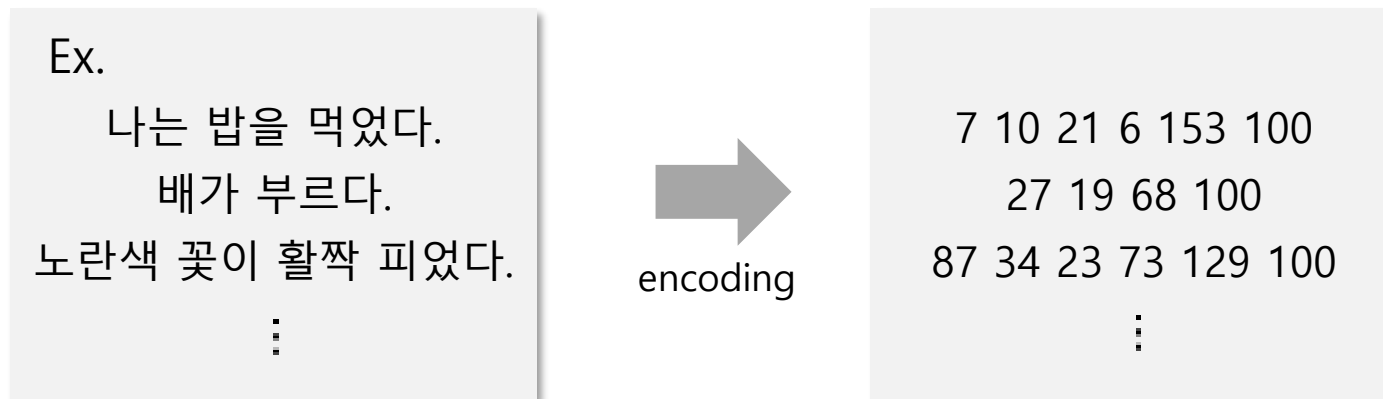 Ex.
나는 밥을 먹었다.
배가 부르다.
노란색 꽃이 활짝 피었다.
encoding
7 10 21 6 153 100
27 19 68 100
87 34 23 73 129 100